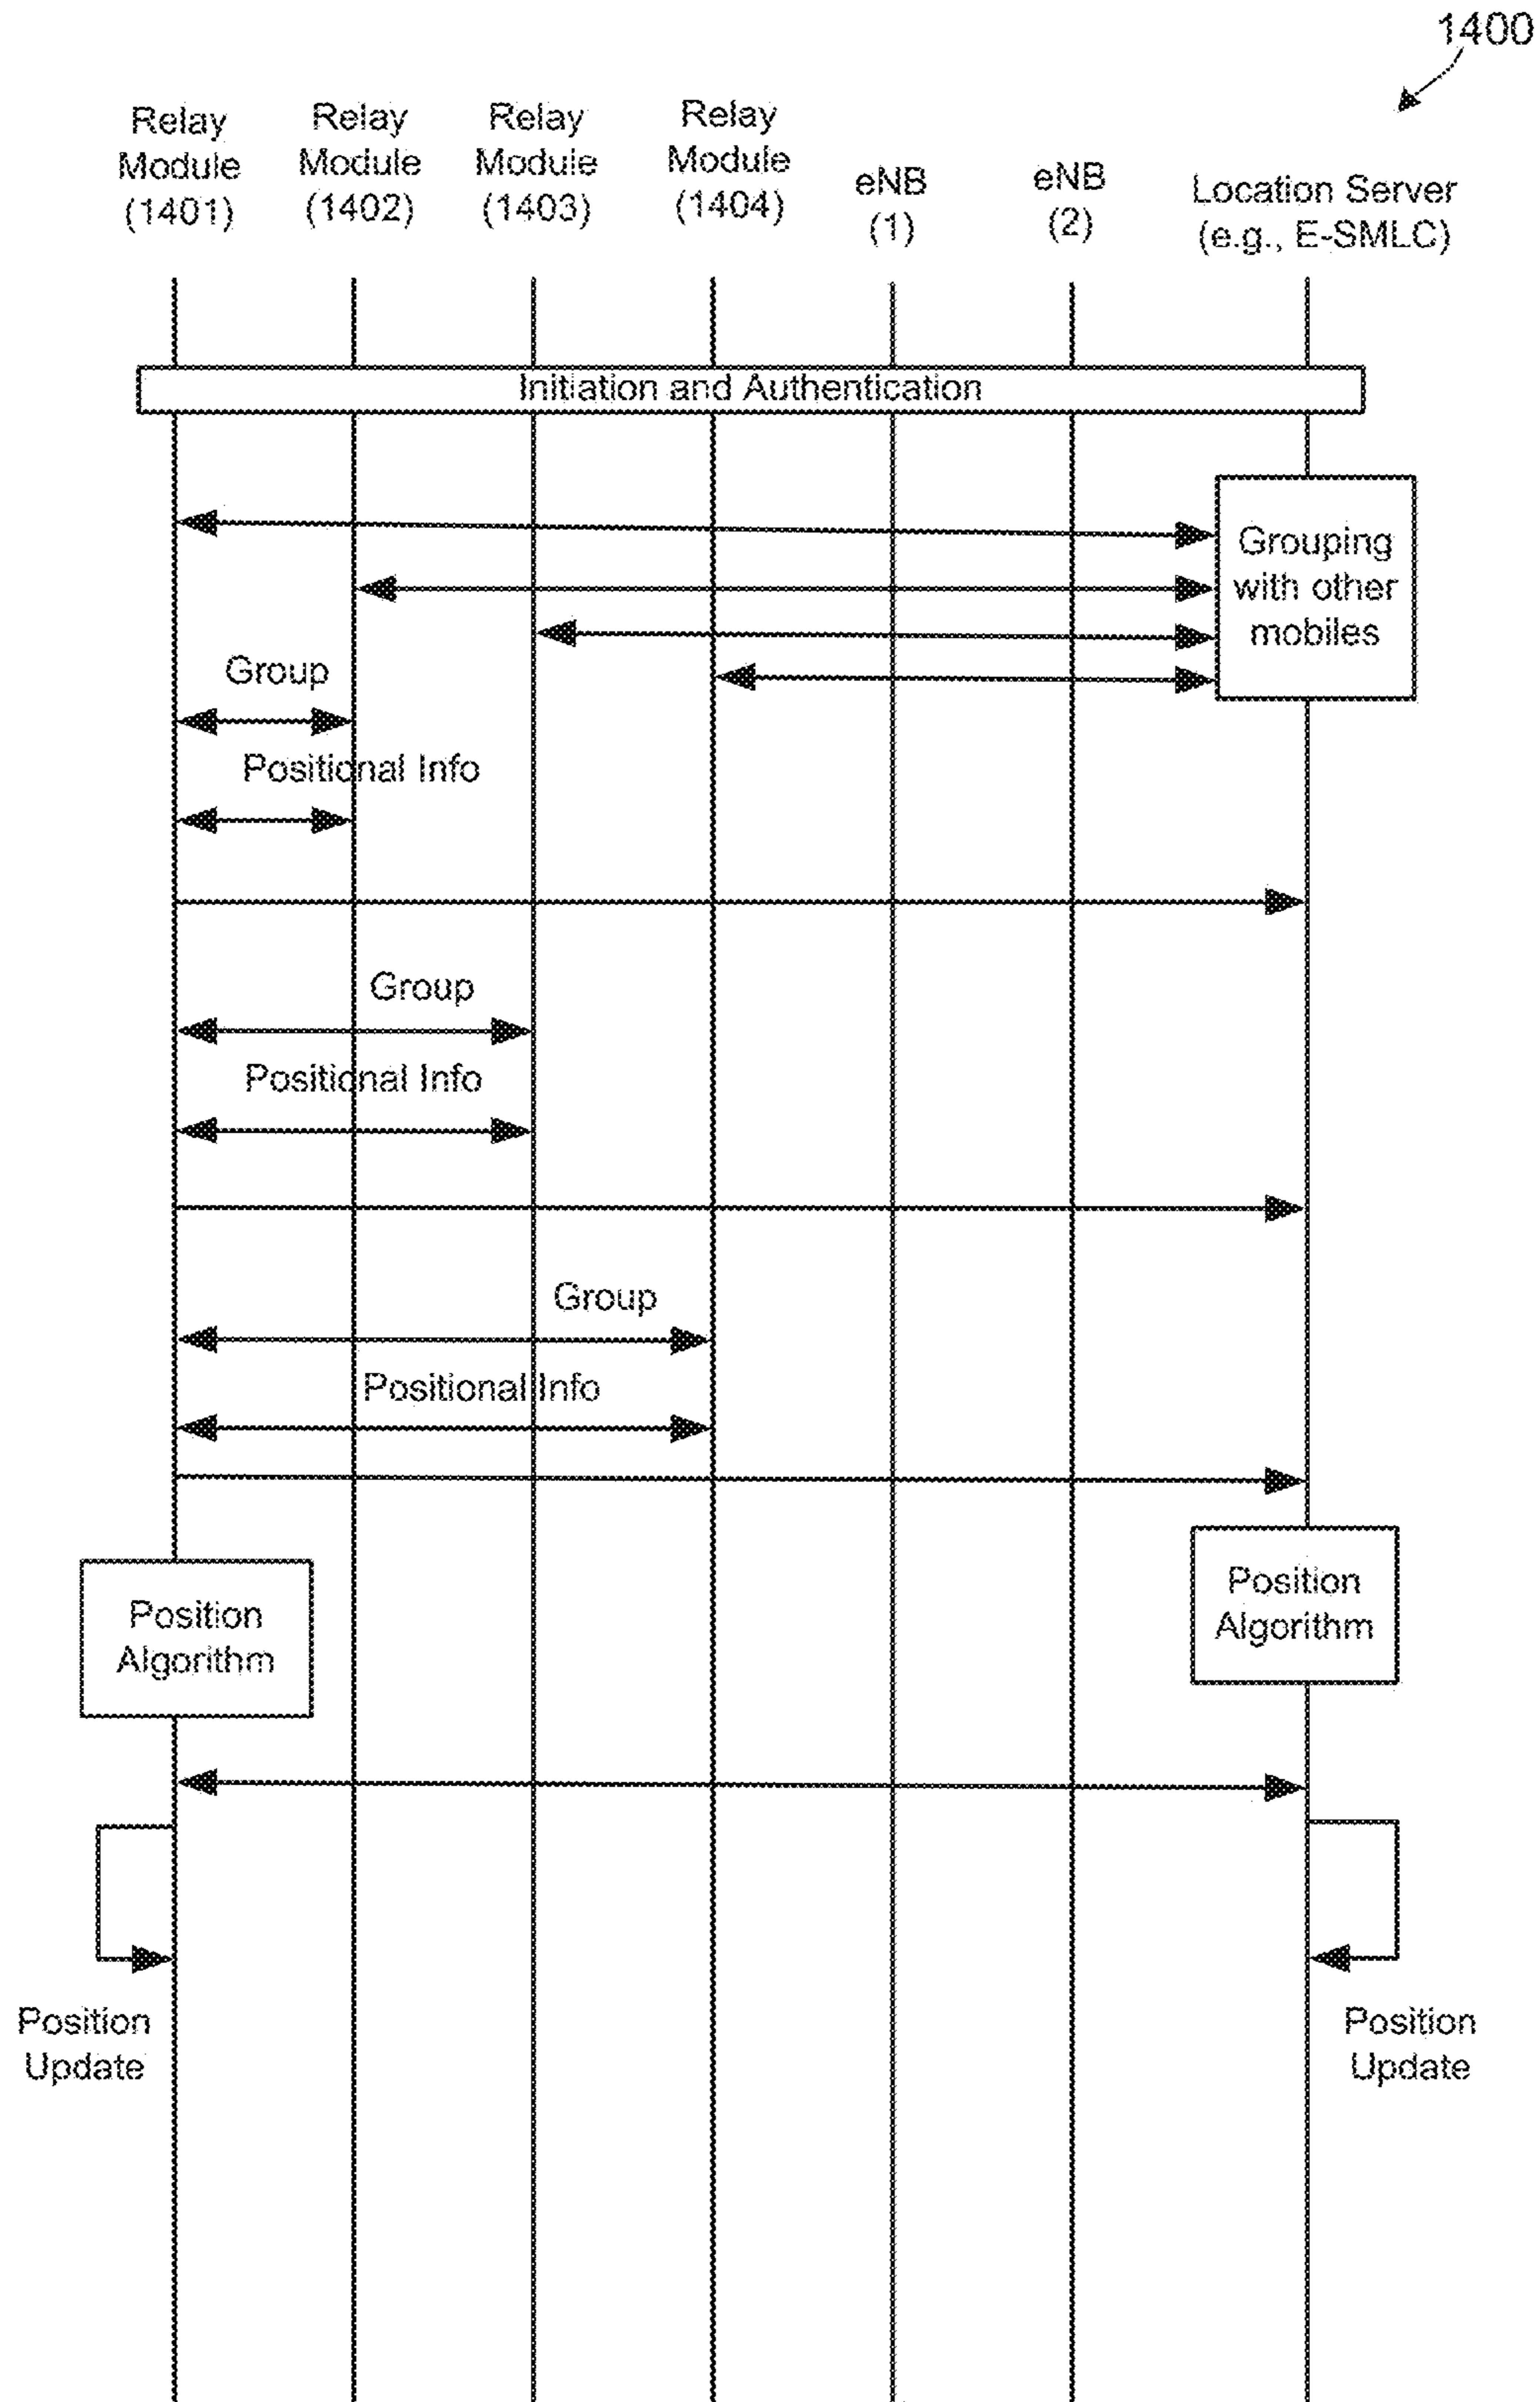 1400
Relay
Module
(1401)
Relay
Module
(1402)
Relay
Module
(1403)
Relay
Module
(1404)
eNB
(1)
eNB
(2)
Location Server
(e.g., E-SMLC)
Initiation and Authentication
Grouping
with other
mobiles
Group
Positional Info
Group
Positional Info
Group
Positional Info
Position
Algorithm
Position
Algorithm
Position
Update
Position
Update